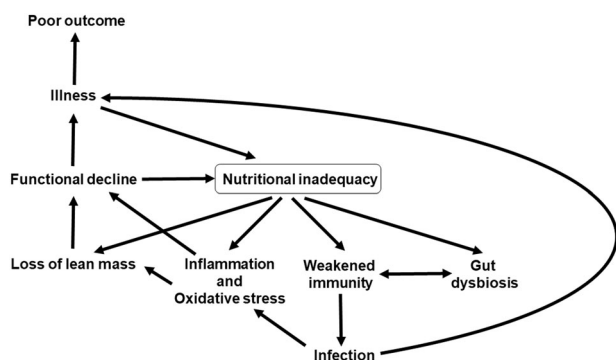 Poor outcome
Illness
Functional decline
Nutritional inadequacy
Loss of lean mass
Inflammation
and
Oxidative stress
Weakened
immunity
Gut
dysbiosis
Infection